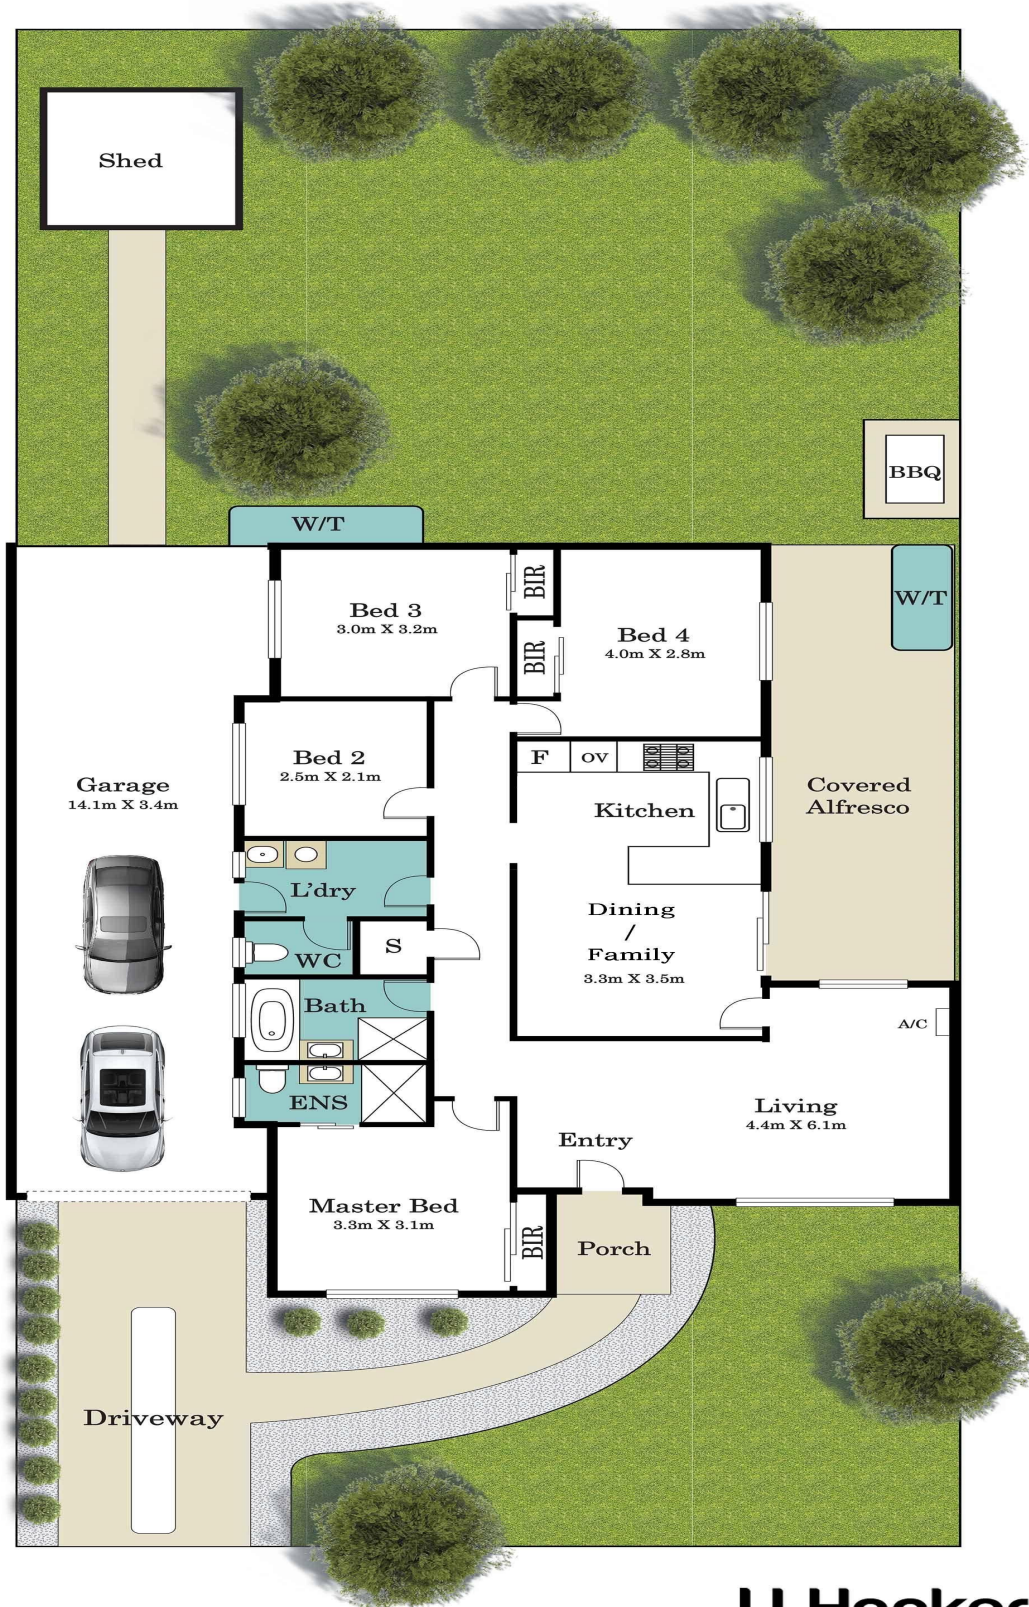 Shed
BBQ
W/T
W/T
BIR
Bed 3
3.0m X 3.2m
BIR
Bed 4
4.0m X 2.8m
F
OV
Bed 2
2.5m X 2.1m
Garage
14.1m X 3.4m
Kitchen
Covered
Alfresco
L'dry
Dining
/
Family
3.3m X 3.5m
S
WC
Bath
A/C
ENS
Living
4.4m X 6.1m
Entry
Master Bed
3.3m X 3.1m
BIR
Porch
Driveway